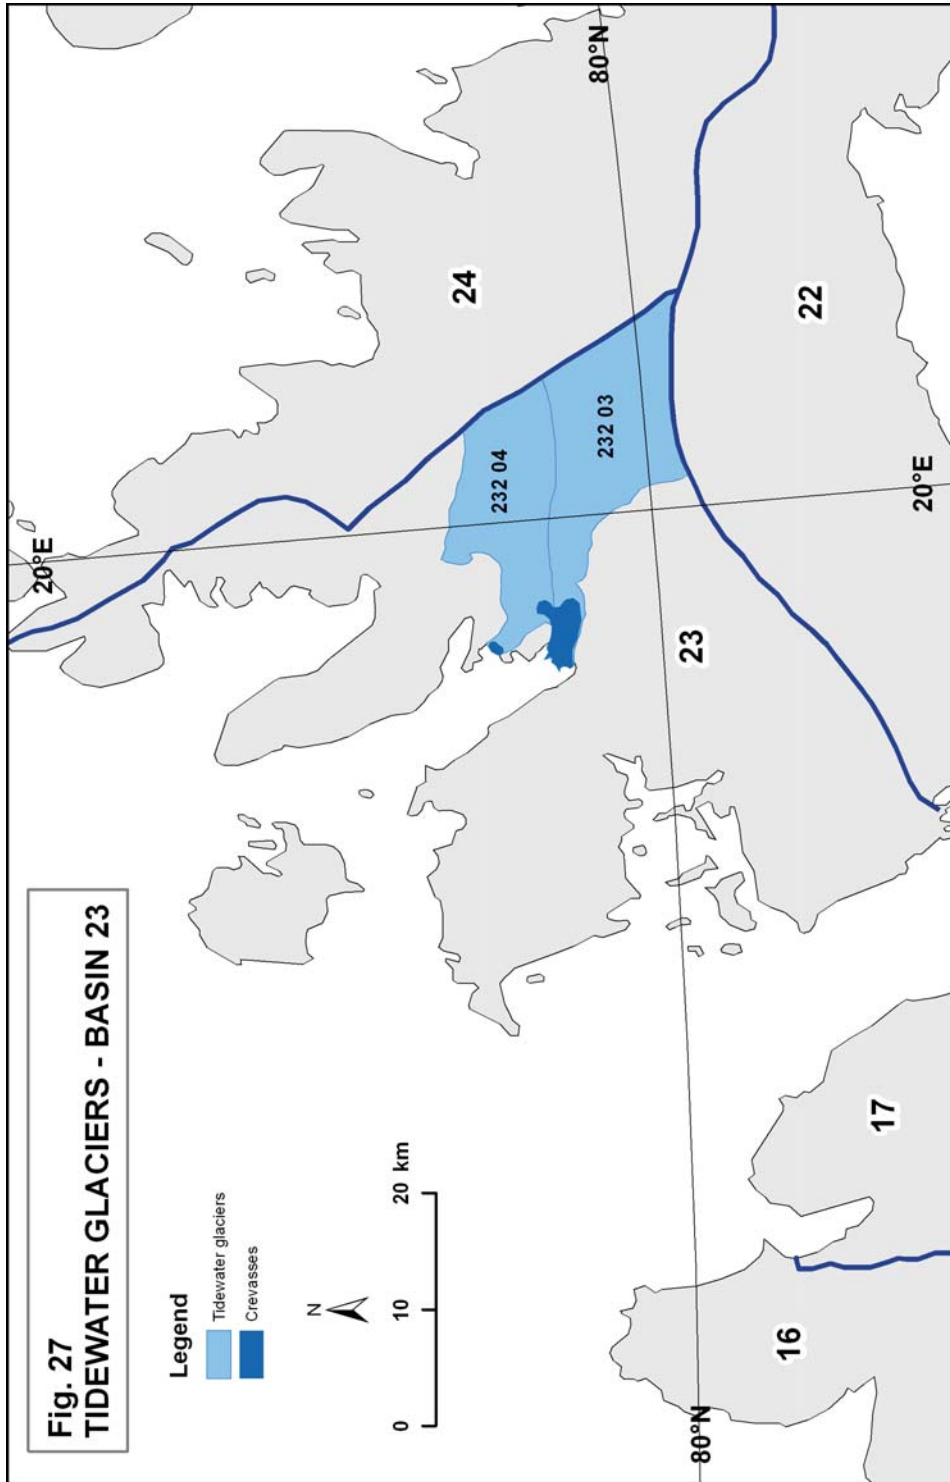 Fig. 27
TIDEWATER GLACIERS - BASIN 23
Legend
Tidewater glaciers
Crevasses
N
0
10
20 km
20°E
24
80°N
232 04
232 03
22
23
20°E
17
16
80°N